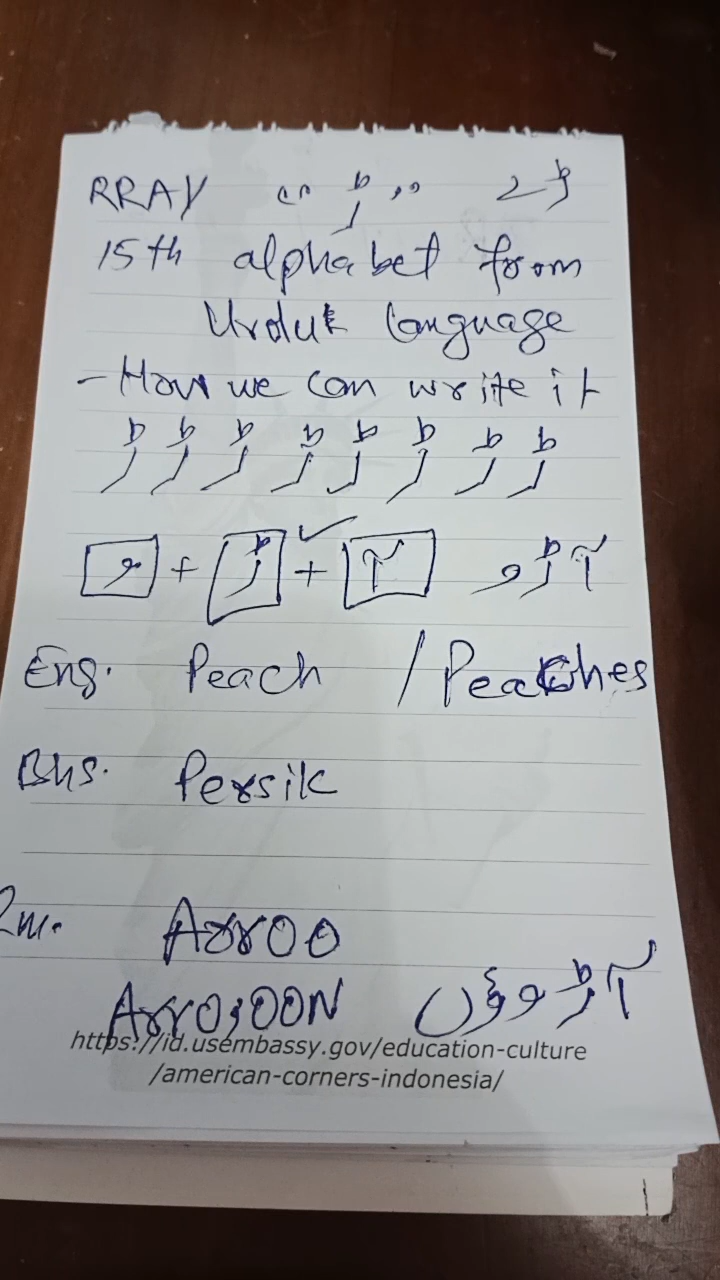 RRAY "ڑ" ڑے
15th alphabet from
Urduk language
- How we can write it
ڑ ڑ ڑ ڑ ڑ ڑ ڑ ڑ
و + ڑ + آ آڑو
Eng. Peach / Peaches
Bhs. Persik
Rm. Arroo
Arro,ooN آڑوؤں
https://id.usembassy.gov/education-culture
/american-corners-indonesia/